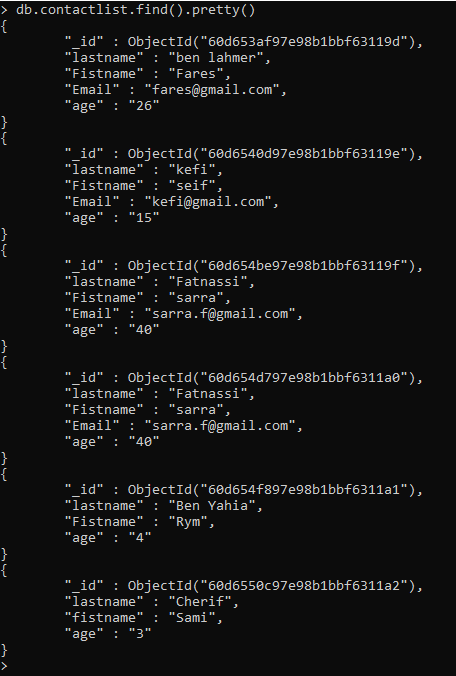 > db.contactlist.find().pretty()
{
"_id" : ObjectId("60d653af97e98b1bbf63119d"),
"lastname" : "ben lahmer",
"Fistname" : "Fares",
"Email" : "fares@gmail.com",
"age" : "26"
}
{
"_id" : ObjectId("60d6540d97e98b1bbf63119e"),
"lastname" : "kefi",
"Fistname" : "seif",
"Email" : "kefi@gmail.com",
"age" : "15"
}
{
"_id" : ObjectId("60d654be97e98b1bbf63119f"),
"lastname" : "Fatnassi",
"Fistname" : "sarra",
"Email" : "sarra.f@gmail.com",
"age" : "40"
}
{
"_id" : ObjectId("60d654d797e98b1bbf6311a0"),
"lastname" : "Fatnassi",
"Fistname" : "sarra",
"Email" : "sarra.f@gmail.com",
"age" : "40"
}
{
"_id" : ObjectId("60d654f897e98b1bbf6311a1"),
"lastname" : "Ben Yahia",
"Fistname" : "Rym",
"age" : "4"
}
{
"_id" : ObjectId("60d6550c97e98b1bbf6311a2"),
"lastname" : "Cherif",
"fistname" : "Sami",
"age" : "3"
}
>